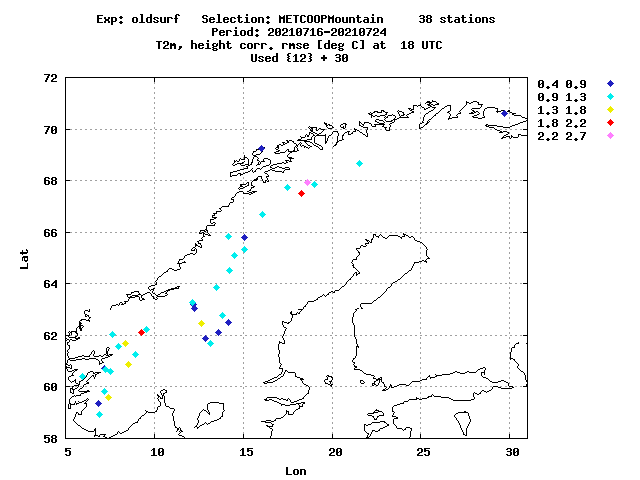 Exp: oldsurf Selection: METCOOPMountain 38 stations
Period: 20210716-20210724
T2m, height corr. rmse [deg C] at 18 UTC
Used {12} + 30
72
70
68
66
64
62
60
58
Lat
5 10 15 20 25 30
Lon
0.4 0.9
0.9 1.3
1.3 1.8
1.8 2.2
2.2 2.7